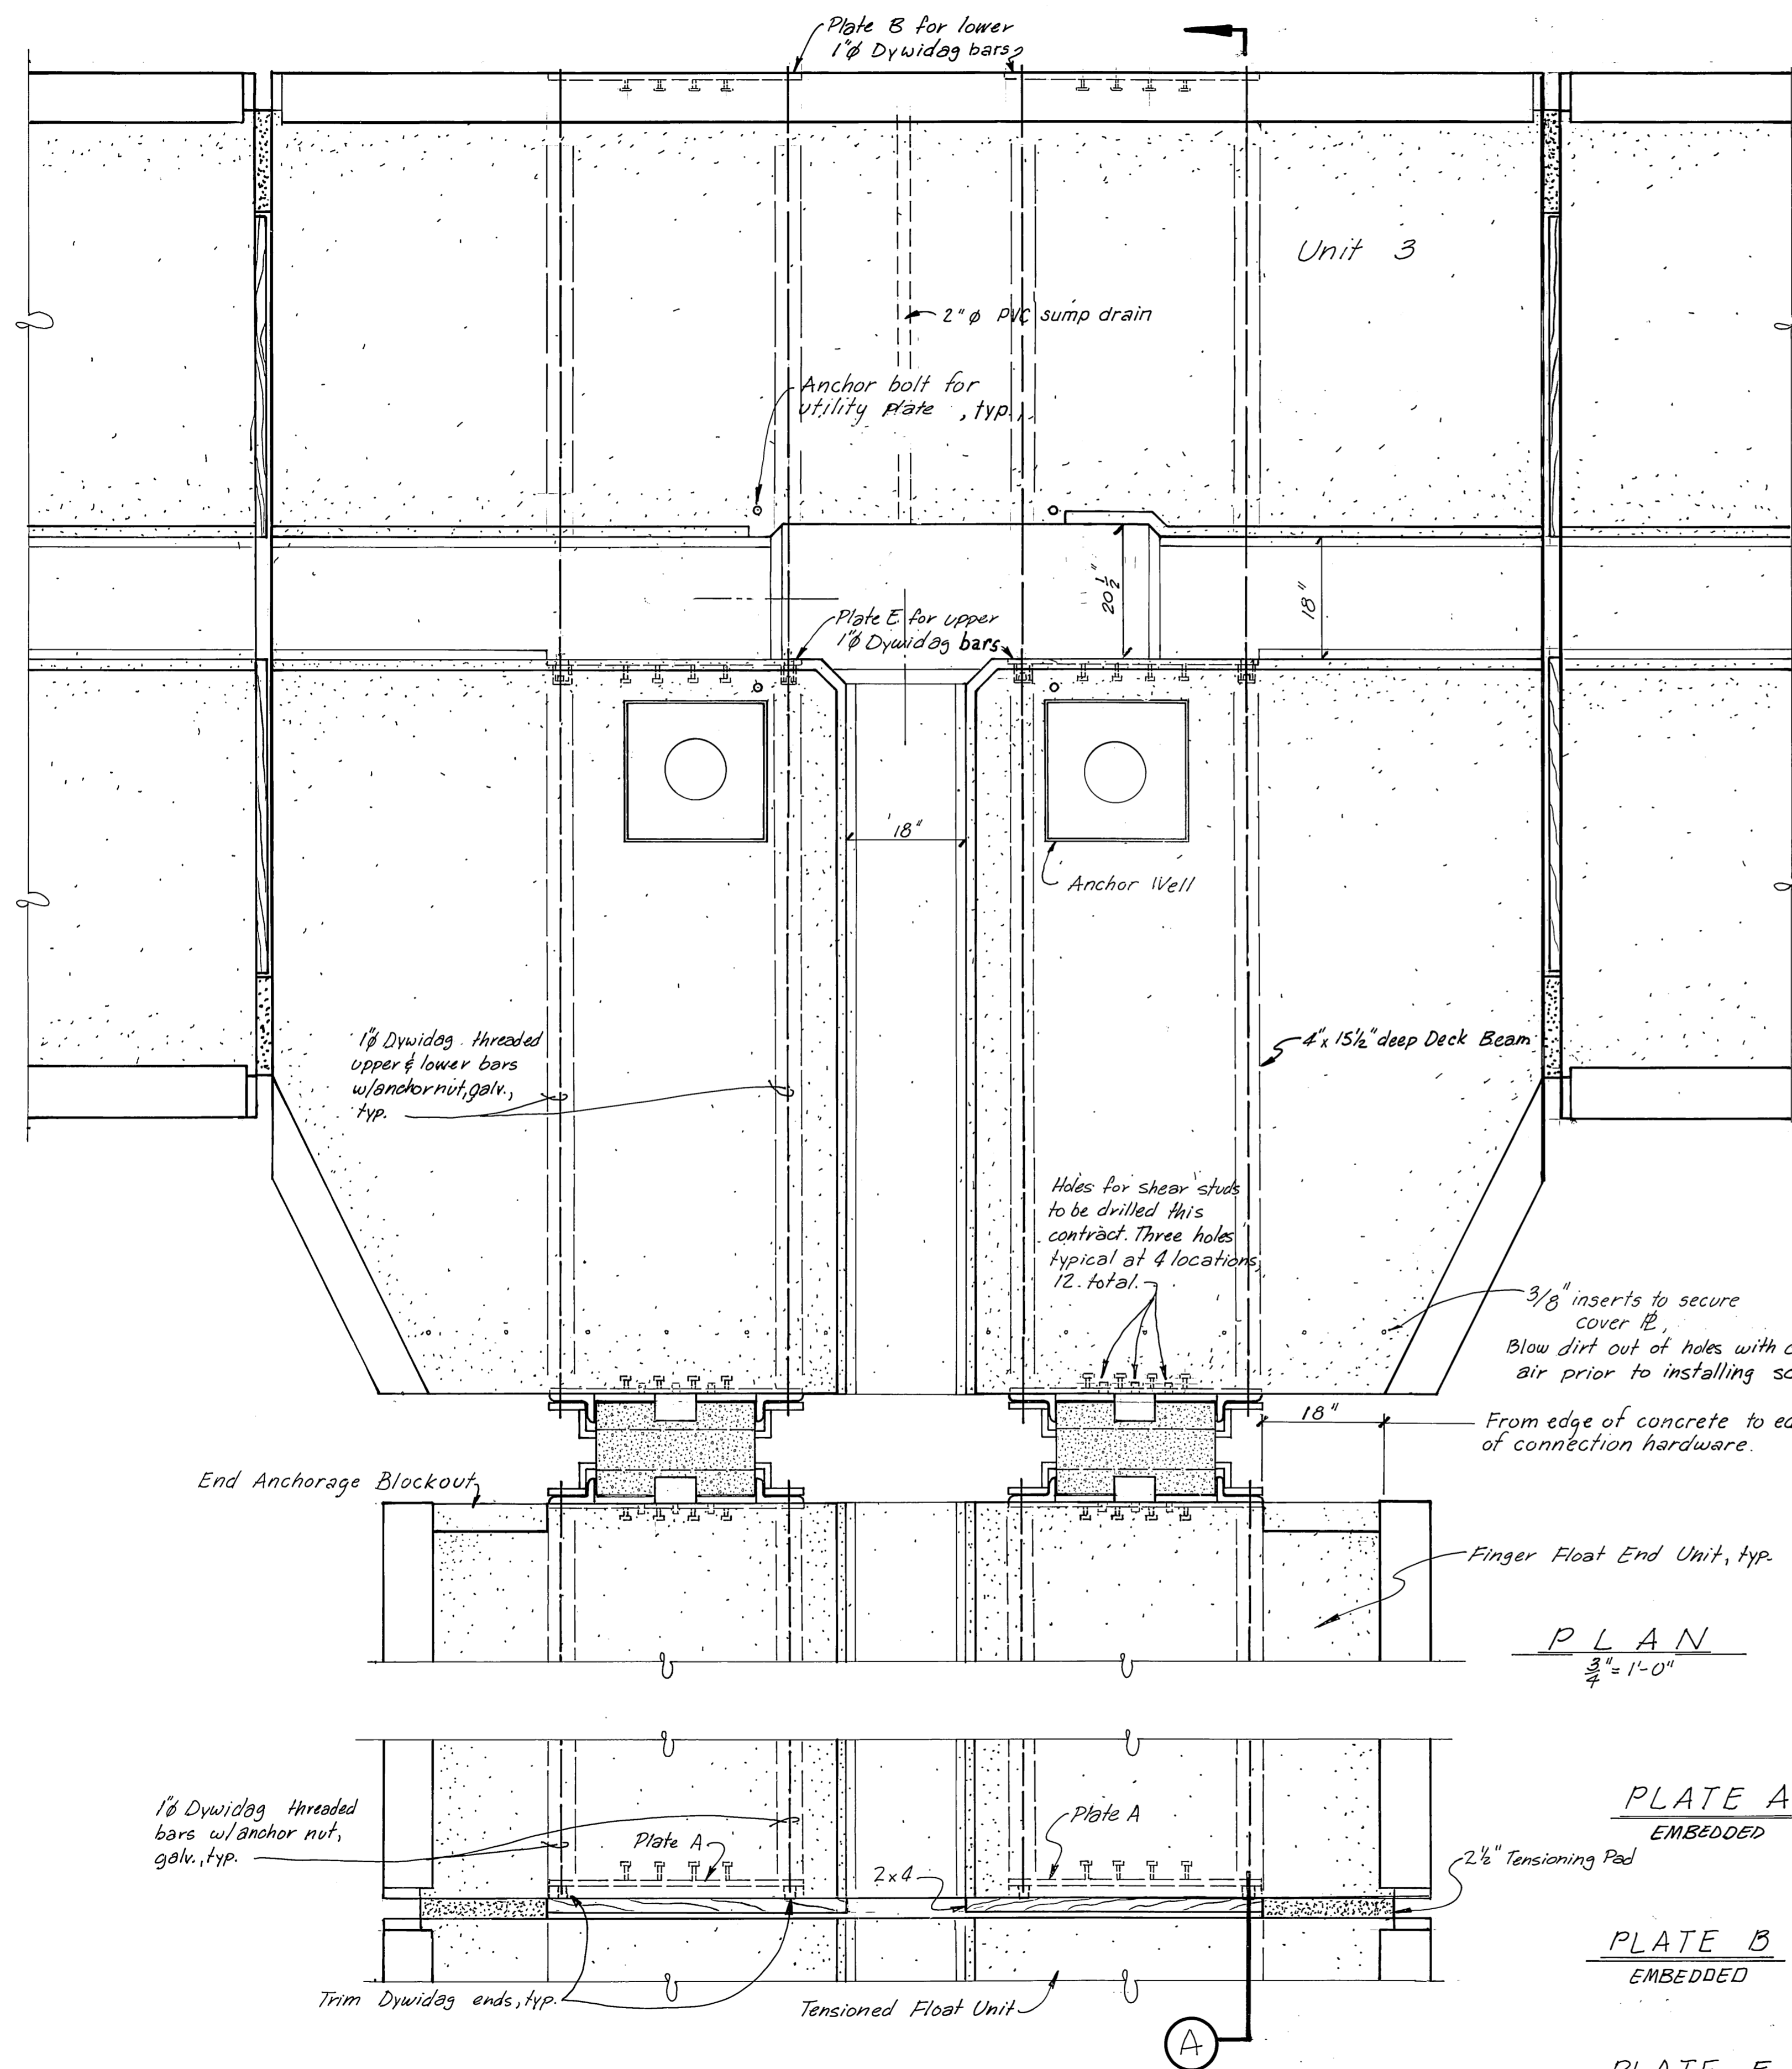 Plate B for lower
1"ø Dywidag bars
Unit 3
2"ø PVC sump drain
Anchor bolt for
utility plate, typ.
20½"
18"
Plate E for upper
1"ø Dywidag bars
18"
Anchor Well
1"ø Dywidag threaded
upper & lower bars
w/anchor nut, galv.,
typ.
4" x 15½" deep Deck Beam
Holes for shear studs
to be drilled this
contract. Three holes
typical at 4 locations,
12 total.
3/8" inserts to secure
cover PL,
Blow dirt out of holes with
air prior to installing
18"
From edge of concrete to
of connection hardware.
End Anchorage Blockout
Finger Float End Unit, typ.
PLAN
3/4" = 1'-0"
1"ø Dywidag threaded
bars w/anchor nut,
galv., typ.
Plate A
Plate A
2x4
PLATE A
EMBEDDED
2½" Tensioning Pad
PLATE B
EMBEDDED
Trim Dywidag ends, typ.
Tensioned Float Unit
A